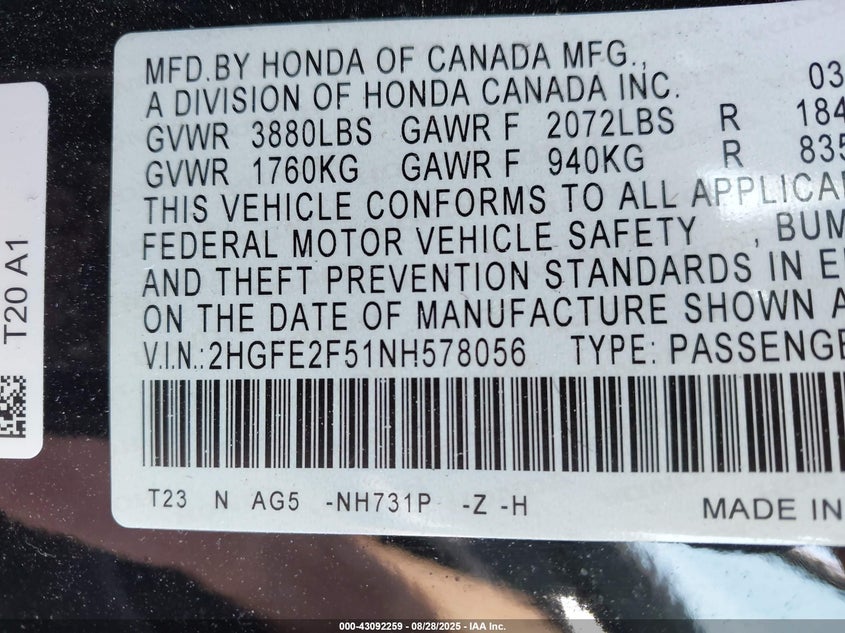 MFD.BY HONDA OF CANADA MFG.,
A DIVISION OF HONDA CANADA INC. 03
GVWR 3880LBS GAWR F 2072LBS R 184
GVWR 1760KG GAWR F 940KG R 835
THIS VEHICLE CONFORMS TO ALL APPLICA
FEDERAL MOTOR VEHICLE SAFETY , BUM
AND THEFT PREVENTION STANDARDS IN E
ON THE DATE OF MANUFACTURE SHOWN A
V.I.N.:2HGFE2F51NH578056 TYPE: PASSENGE
T23 N AG5 -NH731P -Z -H
MADE IN
T20 A1
000-43092259 - 08/28/2025 - IAA Inc.